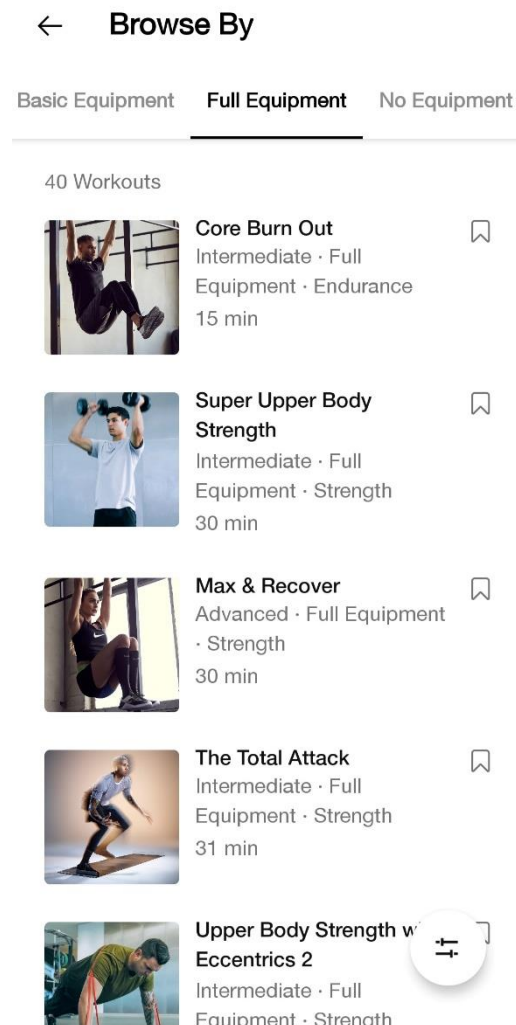 Browse By
Basic Equipment Full Equipment No Equipment
40 Workouts
Core Burn Out
Intermediate · Full
Equipment · Endurance
15 min
Super Upper Body
Strength
Intermediate · Full
Equipment · Strength
30 min
Max & Recover
Advanced · Full Equipment
· Strength
30 min
The Total Attack
Intermediate · Full
Equipment · Strength
31 min
Upper Body Strength
Eccentrics 2
Intermediate · Full
Equipment · Strength